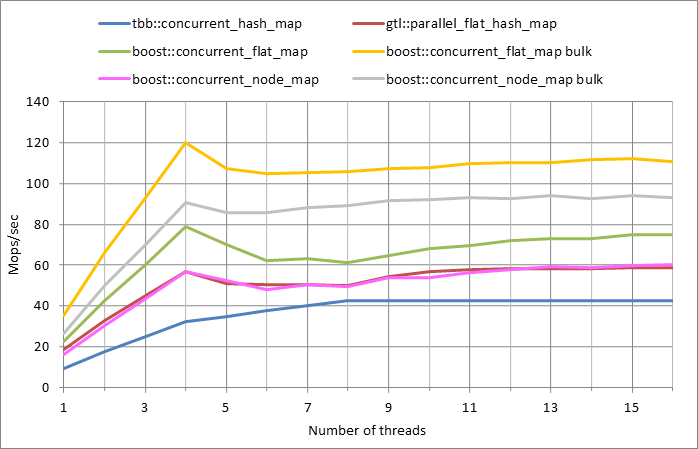 tbb::concurrent_hash_map gtl::parallel_flat_hash_map
boost::concurrent_flat_map boost::concurrent_flat_map bulk
boost::concurrent_node_map boost::concurrent_node_map bulk
140
120
100
80
60
40
20
0
Mops/sec
1 3 5 7 9 11 13 15
Number of threads